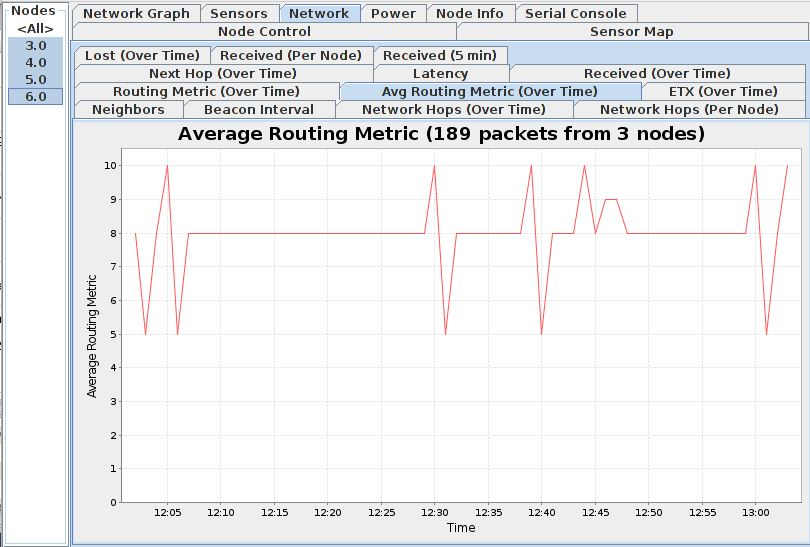 Nodes
<All>
3.0
4.0
5.0
6.0
Network Graph Sensors Network Power Node Info Serial Console
Node Control Sensor Map
Lost (Over Time) Received (Per Node) Received (5 min)
Next Hop (Over Time) Latency Received (Over Time)
Routing Metric (Over Time) Avg Routing Metric (Over Time) ETX (Over Time)
Neighbors Beacon Interval Network Hops (Over Time) Network Hops (Per Node)
Average Routing Metric (189 packets from 3 nodes)
Average Routing Metric
10
9
8
7
6
5
4
3
2
1
0
12:05 12:10 12:15 12:20 12:25 12:30 12:35 12:40 12:45 12:50 12:55 13:00
Time